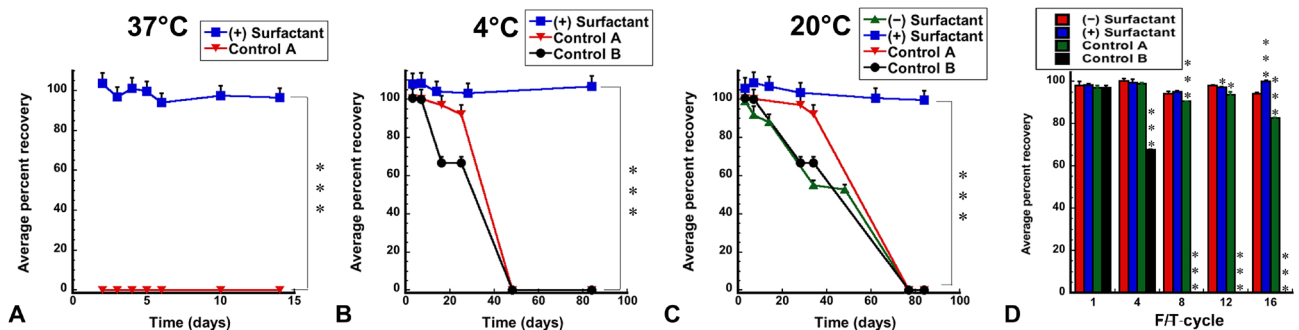 37°C
(+) Surfactant
Control A
Average percent recovery
120
100
80
60
40
20
0
0
5
10
15
Time (days)
***
A
4°C
(+) Surfactant
Control A
Control B
Average percent recovery
120
100
80
60
40
20
0
0
20
40
60
80
100
Time (days)
***
B
20°C
(-) Surfactant
(+) Surfactant
Control A
Control B
Average percent recovery
120
100
80
60
40
20
0
0
20
40
60
80
100
Time (days)
***
C
(-) Surfactant
(+) Surfactant
Control A
Control B
Average percent recovery
100
80
60
40
20
0
***
***
***
*
*
***
***
***
***
1
4
8
12
16
F/T-cycle
D